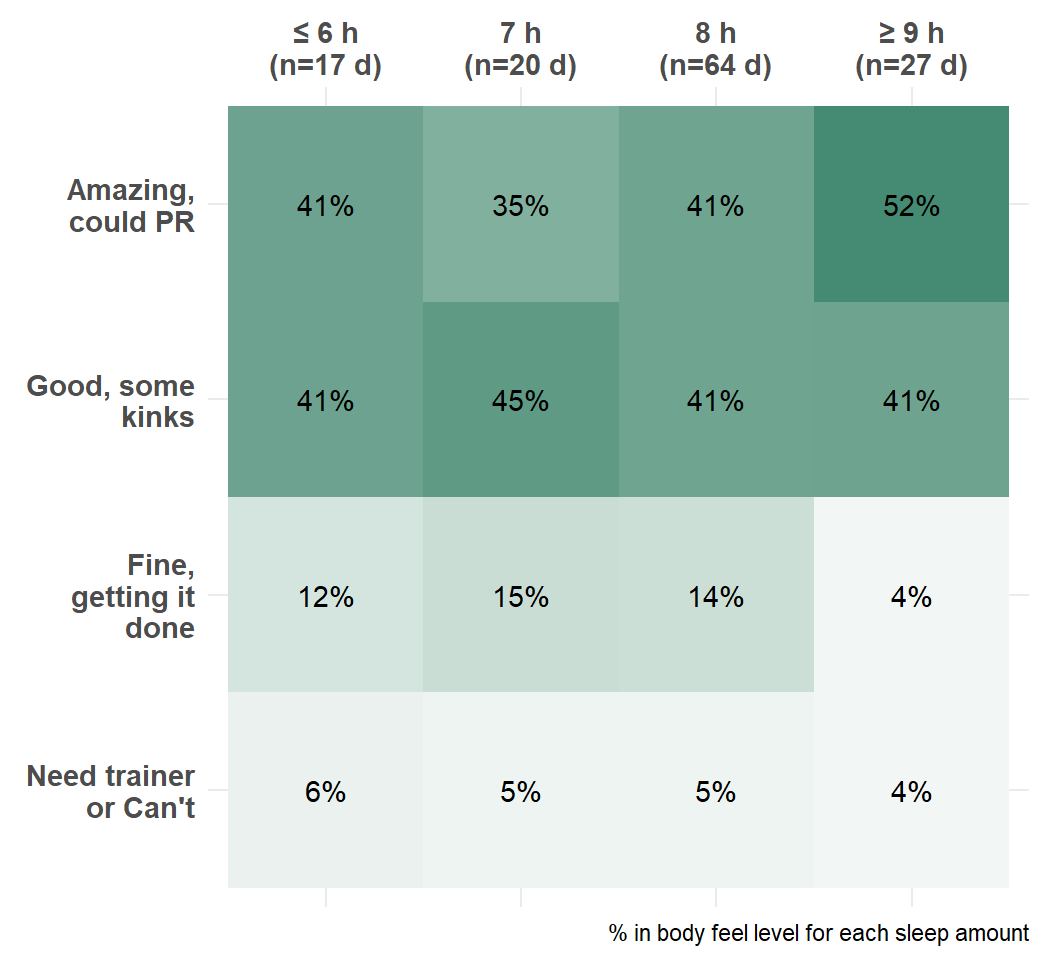 ≤ 6 h 7 h 8 h ≥ 9 h
(n=17 d) (n=20 d) (n=64 d) (n=27 d)
Amazing,
could PR
41% 35% 41% 52%
Good, some
kinks
41% 45% 41% 41%
Fine,
getting it
done
12% 15% 14% 4%
Need trainer
or Can't
6% 5% 5% 4%
% in body feel level for each sleep amount